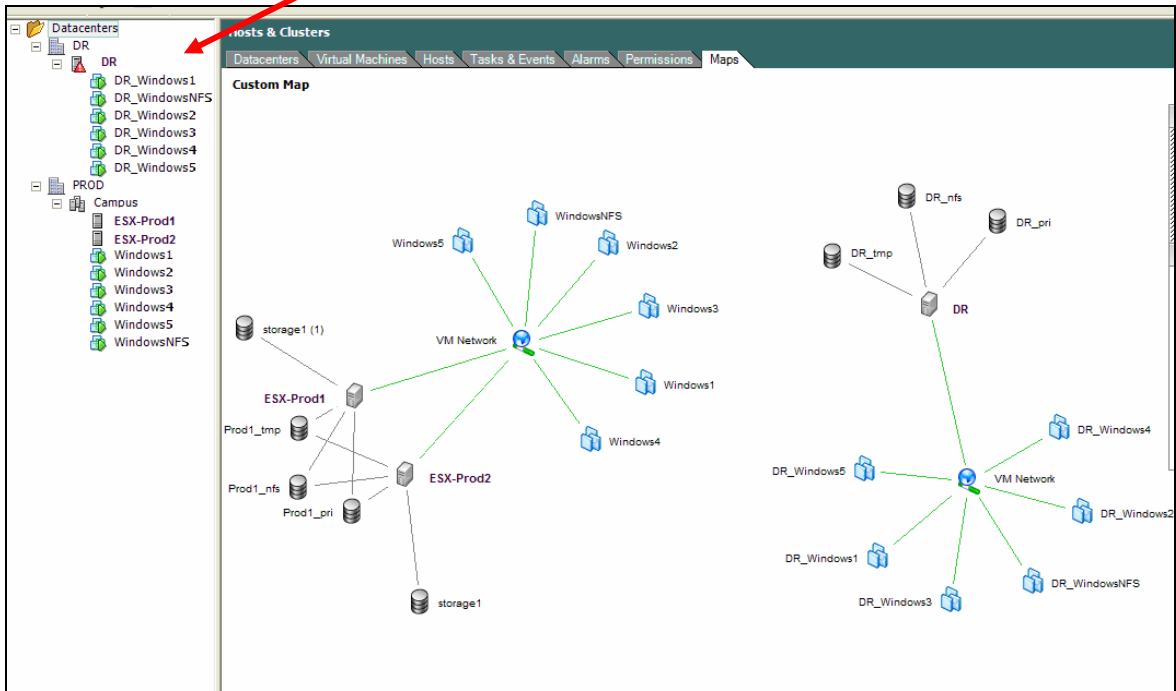 Datacenters
DR
DR
DR_Windows1
DR_WindowsNFS
DR_Windows2
DR_Windows3
DR_Windows4
DR_Windows5
PROD
Campus
ESX-Prod1
ESX-Prod2
Windows1
Windows2
Windows3
Windows4
Windows5
WindowsNFS
Hosts & Clusters
Datacenters Virtual Machines Hosts Tasks & Events Alarms Permissions Maps
Custom Map
WindowsNFS
Windows5
Windows2
Windows3
storage1 (1)
VM Network
Windows1
ESX-Prod1
Prod1_tmp
Windows4
ESX-Prod2
Prod1_nfs
Prod1_pri
storage1
DR_nfs
DR_pri
DR_tmp
DR
DR_Windows4
DR_Windows5
VM Network
DR_Windows2
DR_Windows1
DR_WindowsNFS
DR_Windows3